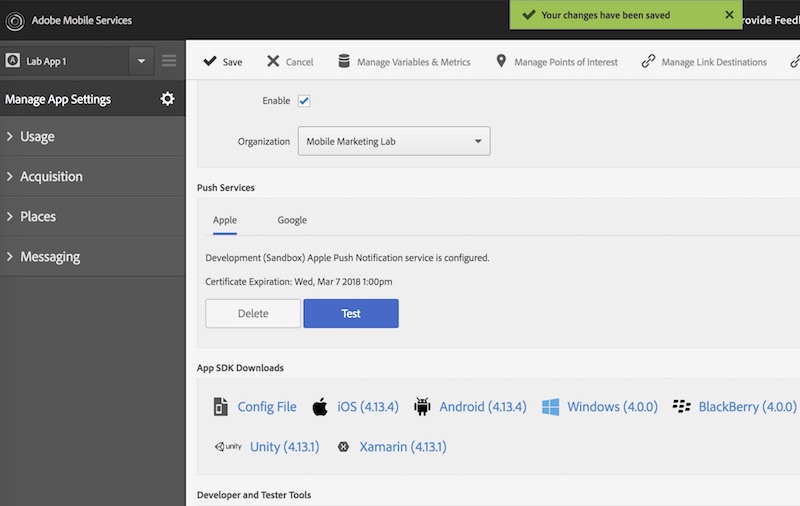 Adobe Mobile Services
Your changes have been saved
rovide Feed
Lab App 1
Save Cancel Manage Variables & Metrics Manage Points of Interest Manage Link Destinations
Manage App Settings
Enable
Usage
Organization Mobile Marketing Lab
Acquisition
Push Services
Places
Apple Google
Messaging
Development (Sandbox) Apple Push Notification service is configured.
Certificate Expiration: Wed, Mar 7 2018 1:00pm
Delete Test
App SDK Downloads
Config File iOS (4.13.4) Android (4.13.4) Windows (4.0.0) BlackBerry (4.0.0)
unity Unity (4.13.1) Xamarin (4.13.1)
Developer and Tester Tools